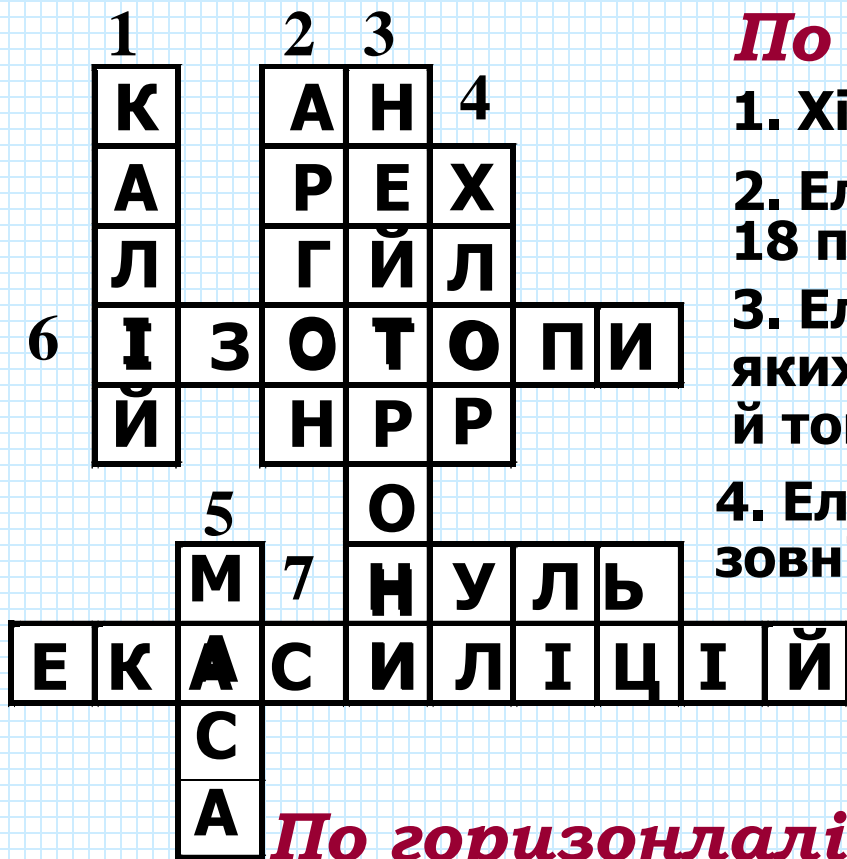 1 2 3
По
К А Н 4
1. Хі
А Р Е Х
2. Ел
Л Г Й Л
18 п
3. Ел
6 І З О Т О П И
яких
Й Н Р Р
й то
О
4. Ел
5
зовн
М 7 Н У Л Ь
Е К А С И Л І Ц І Й
С
А
По горизонлалі